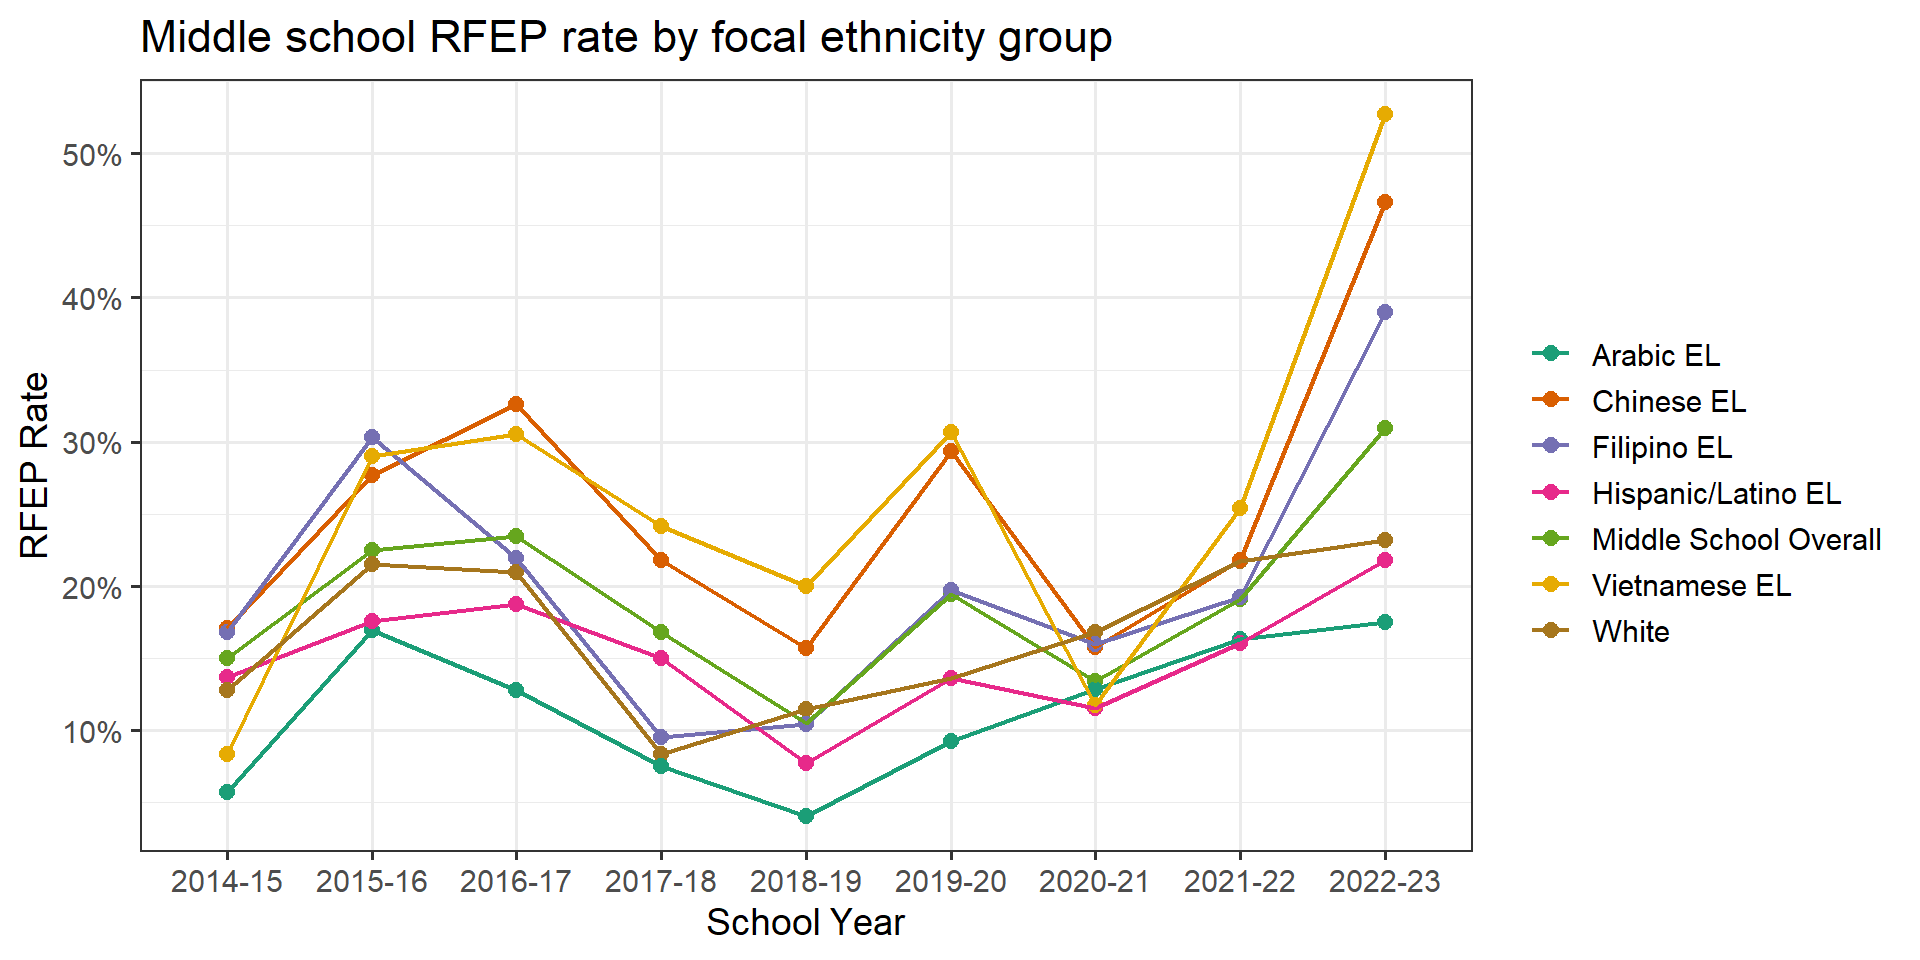 Middle school RFEP rate by focal ethnicity group
RFEP Rate
50%
40%
30%
20%
10%
2014-15 2015-16 2016-17 2017-18 2018-19 2019-20 2020-21 2021-22 2022-23
School Year
Arabic EL
Chinese EL
Filipino EL
Hispanic/Latino EL
Middle School Overall
Vietnamese EL
White